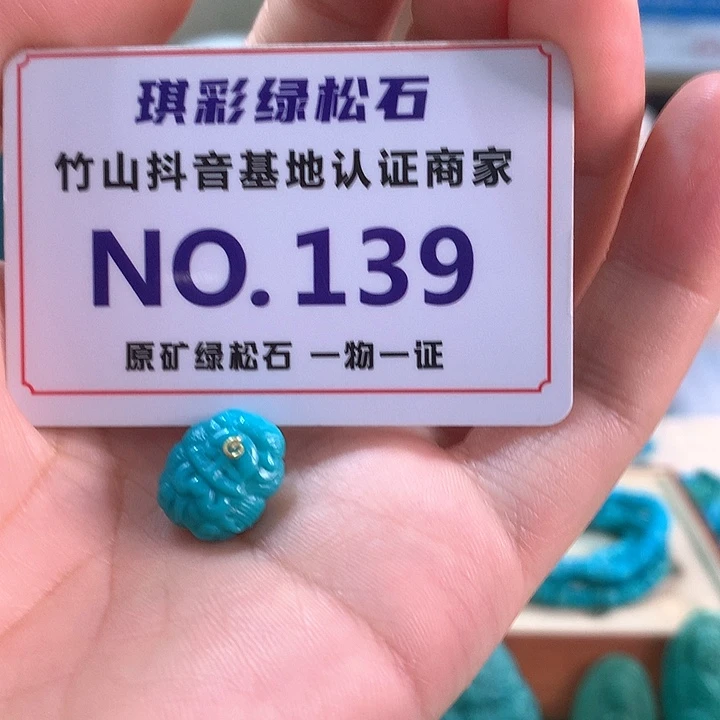 琪彩绿松石
竹山抖音基地认证商家
NO.139
原矿绿松石 一物一证